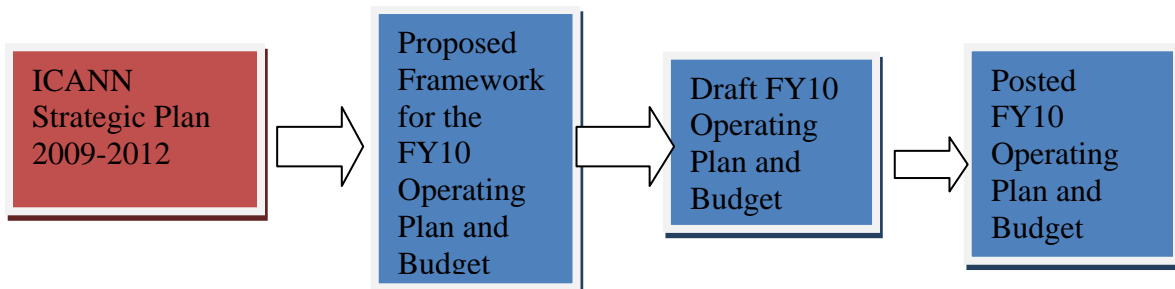 ICANN
Strategic Plan
2009-2012
Proposed
Framework
for the
FY10
Operating
Plan and
Budget
Draft FY10
Operating
Plan and
Budget
Posted
FY10
Operating
Plan and
Budget